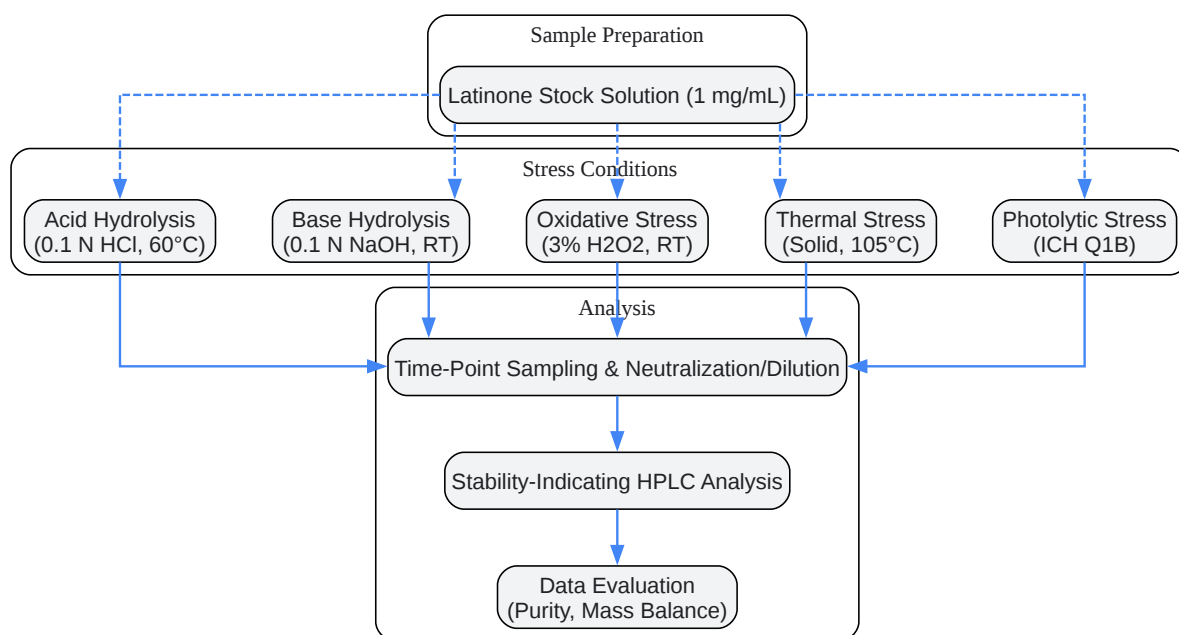 Sample Preparation
Latinone Stock Solution (1 mg/mL)
Stress Conditions
Acid Hydrolysis
(0.1 N HCl, 60°C)
Base Hydrolysis
(0.1 N NaOH, RT)
Oxidative Stress
(3% H2O2, RT)
Thermal Stress
(Solid, 105°C)
Photolytic Stress
(ICH Q1B)
Analysis
Time-Point Sampling & Neutralization/Dilution
Stability-Indicating HPLC Analysis
Data Evaluation
(Purity, Mass Balance)